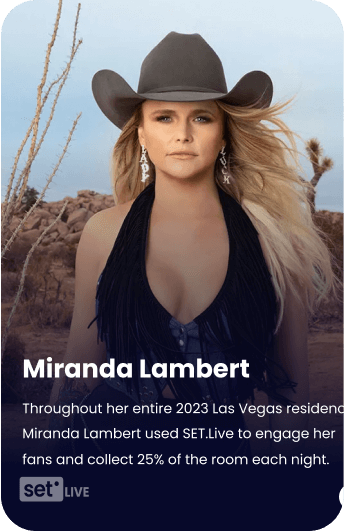 Miranda Lambert
Throughout her entire 2023 Las Vegas residenc
Miranda Lambert used SET.Live to engage her
fans and collect 25% of the room each night.
set LIVE